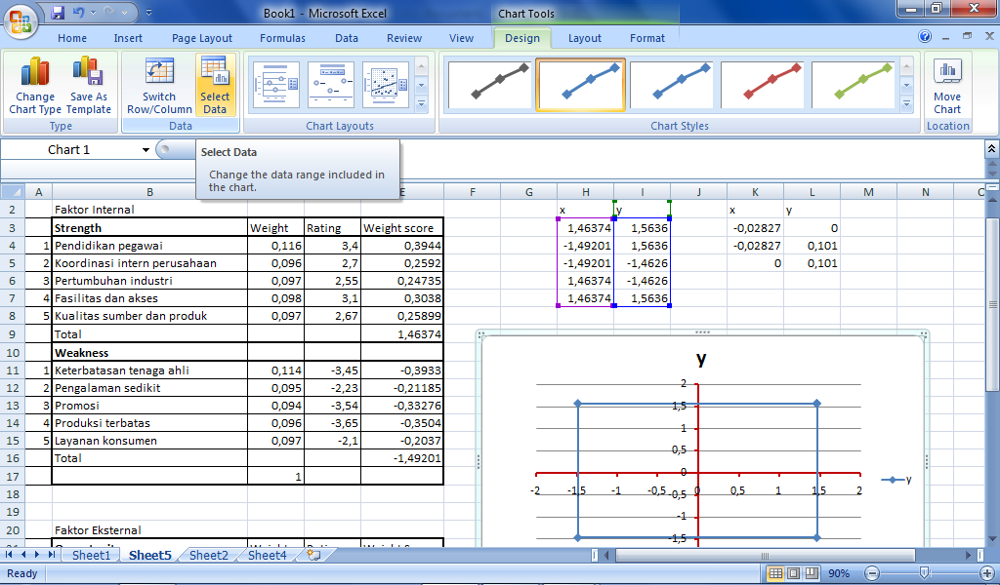 Book1 - Microsoft Excel
Chart Tools
Home Insert Page Layout Formulas Data Review View Design Layout Format
Change Chart Type
Save As Template
Switch Row/Column
Select Data
Move Chart
Type
Data
Chart Layouts
Chart Styles
Location
Chart 1
Select Data
Change the data range included in
the chart.
A B E F G H I J K L M N
2 Faktor Internal x y x y
3 Strength Weight Rating Weight score 1,46374 1,5636 -0,02827 0
4 1 Pendidikan pegawai 0,116 3,4 0,3944 -1,49201 1,5636 -0,02827 0,101
5 2 Koordinasi intern perusahaan 0,096 2,7 0,2592 -1,49201 -1,4626 0 0,101
6 3 Pertumbuhan industri 0,097 2,55 0,24735 1,46374 -1,4626
7 4 Fasilitas dan akses 0,098 3,1 0,3038 1,46374 1,5636
8 5 Kualitas sumber dan produk 0,097 2,67 0,25899
9 Total 1,46374
10 Weakness
11 1 Keterbatasan tenaga ahli 0,114 -3,45 -0,3933
12 2 Pengalaman sedikit 0,095 -2,23 -0,21185
13 3 Promosi 0,094 -3,54 -0,33276
14 4 Produksi terbatas 0,096 -3,65 -0,3504
15 5 Layanan konsumen 0,097 -2,1 -0,2037
16 Total -1,49201
17 1
18
19
20 Faktor Eksternal
y
2
1,5
1
0,5
0
-2 -1,5 -1 -0,5 0 0,5 1 1,5 2
-0,5
-1
-1,5
y
Sheet1 Sheet5 Sheet2 Sheet4
Ready
90%